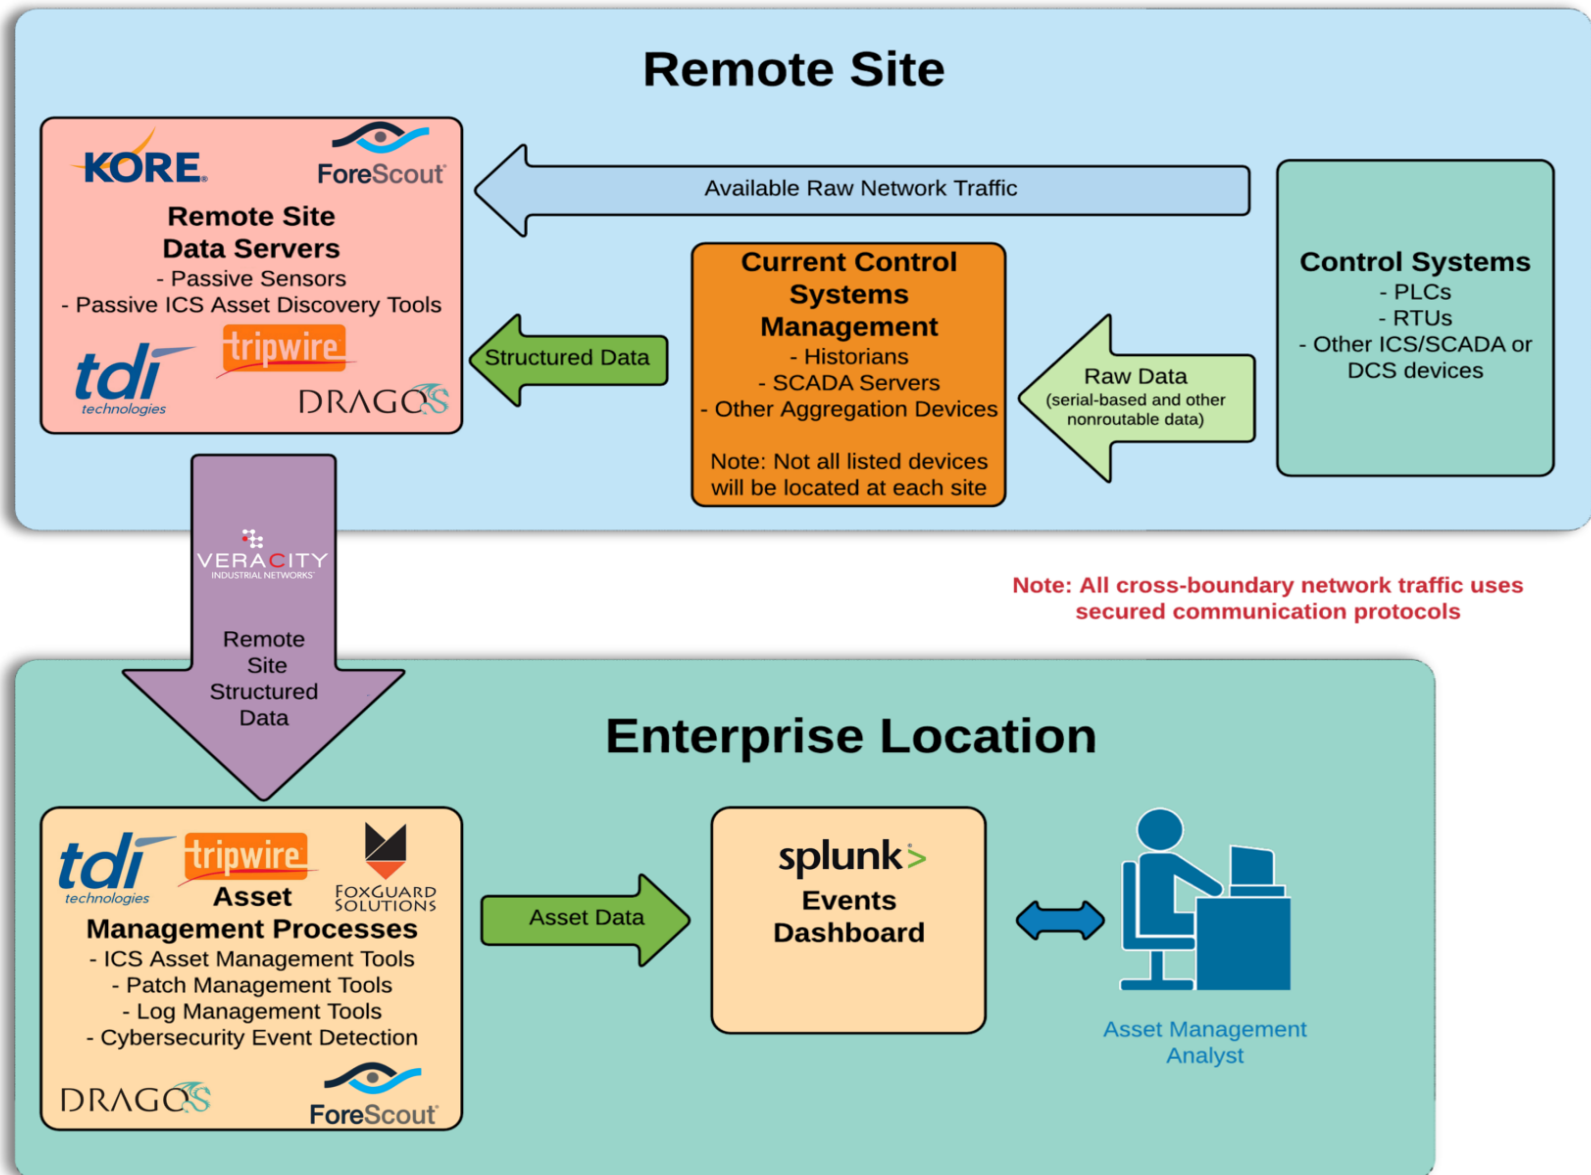 Remote Site
KORE®
ForeScout
Remote Site
Data Servers
- Passive Sensors
- Passive ICS Asset Discovery Tools
tdi
technologies
tripwire
DRAGOS
Available Raw Network Traffic
Structured Data
Current Control
Systems
Management
- Historians
- SCADA Servers
- Other Aggregation Devices
Note: Not all listed devices
will be located at each site
Raw Data
(serial-based and other
nonroutable data)
Control Systems
- PLCs
- RTUs
- Other ICS/SCADA or
DCS devices
VERACITY
INDUSTRIAL NETWORKS
Remote
Site
Structured
Data
Note: All cross-boundary network traffic uses
secured communication protocols
Enterprise Location
tdi
technologies
tripwire
FOXGUARD
SOLUTIONS
Asset
Management Processes
- ICS Asset Management Tools
- Patch Management Tools
- Log Management Tools
- Cybersecurity Event Detection
DRAGOS
ForeScout
Asset Data
splunk>
Events
Dashboard
Asset Management
Analyst